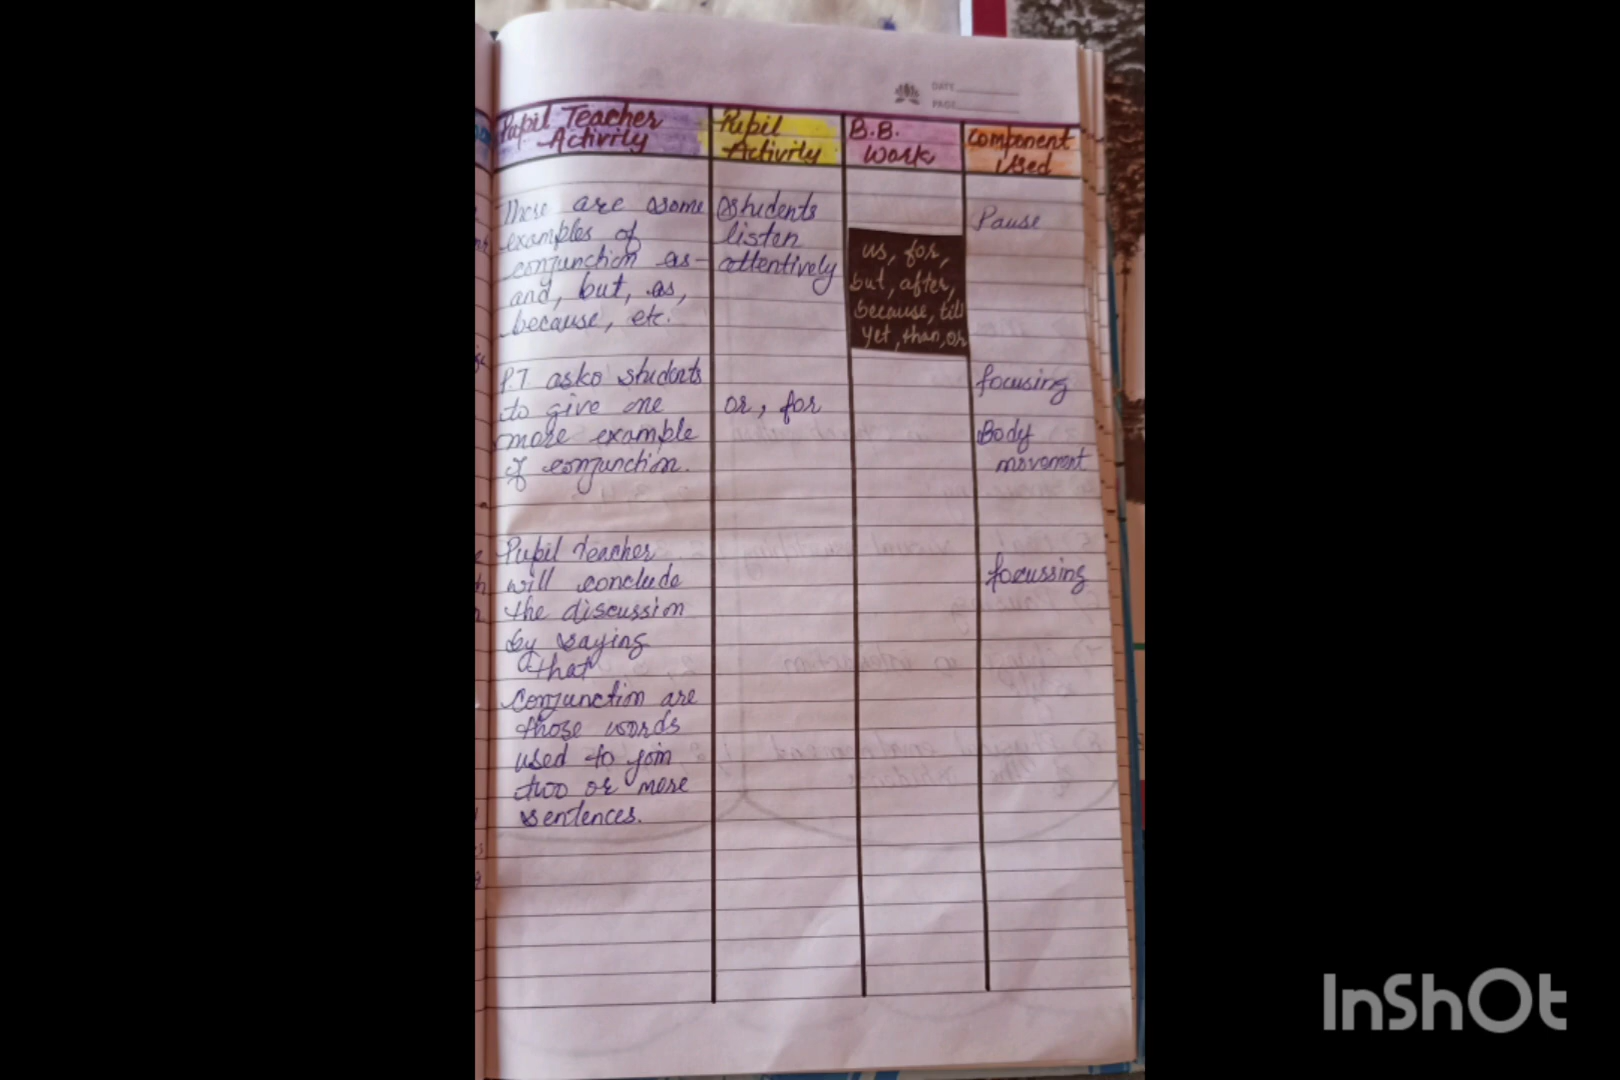 DATE
PAGE
Pupil Teacher
Activity
Pupil
Activity
B.B.
Work
Component
Used
These are some
examples of
conjunction as-
and, but, as,
because, etc.
Students
listen
attentively
us, for,
but, after,
because, till
yet, than, or
Pause
P.T asks students
to give one
more example
of conjunction.
or, for
focusing
Body
movement
Pupil teacher
will conclude
the discussion
by saying
that
Conjunction are
those words
used to join
two or more
sentences.
focussing
InShOt